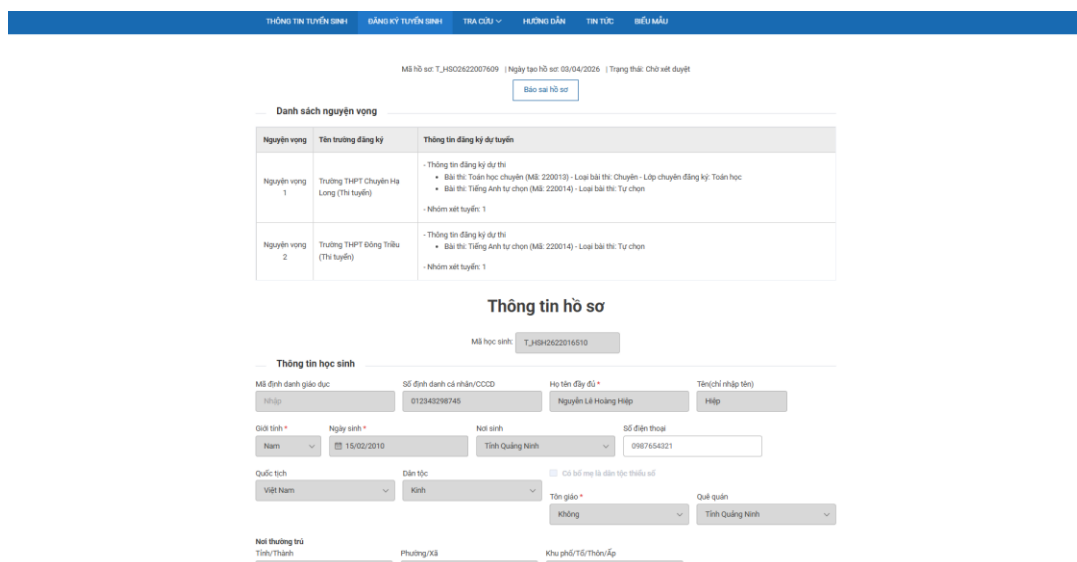 THÔNG TIN TUYỂN SINH ĐĂNG KÝ TUYỂN SINH TRA CỨU HƯỚNG DẪN TIN TỨC BIỂU MẪU
Mã hồ sơ: T_HSO2622007609 | Ngày tạo hồ sơ: 03/04/2026 | Trạng thái: Chờ xét duyệt
Báo sai hồ sơ
Danh sách nguyện vọng
Nguyện vọng Tên trường đăng ký Thông tin đăng ký dự tuyển
Nguyện vọng 1
Trường THPT Chuyên Hạ Long (Thi tuyển)
- Thông tin đăng ký dự thi
• Bài thi: Toán học chuyên (Mã: 220013) - Loại bài thi: Chuyên - Lớp chuyên đăng ký: Toán học
• Bài thi: Tiếng Anh tự chọn (Mã: 220014) - Loại bài thi: Tự chọn
- Nhóm xét tuyển: 1
Nguyện vọng 2
Trường THPT Đông Triều (Thi tuyển)
- Thông tin đăng ký dự thi
• Bài thi: Tiếng Anh tự chọn (Mã: 220014) - Loại bài thi: Tự chọn
- Nhóm xét tuyển: 1
Thông tin hồ sơ
Mã học sinh: T_HSH2622016510
Thông tin học sinh
Mã định danh giáo dục Số định danh cá nhân/CCCD Họ tên đầy đủ * Tên(chỉ nhập tên)
Nhập 012343298745 Nguyễn Lê Hoàng Hiệp Hiệp
Giới tính * Ngày sinh * Nơi sinh Số điện thoại
Nam 15/02/2010 Tỉnh Quảng Ninh 0987654321
Quốc tịch Dân tộc Có bố mẹ là dân tộc thiểu số
Việt Nam Kinh
Tôn giáo * Quê quán
Không Tỉnh Quảng Ninh
Nơi thường trú
Tỉnh/Thành Phường/Xã Khu phố/Tổ/Thôn/Ấp